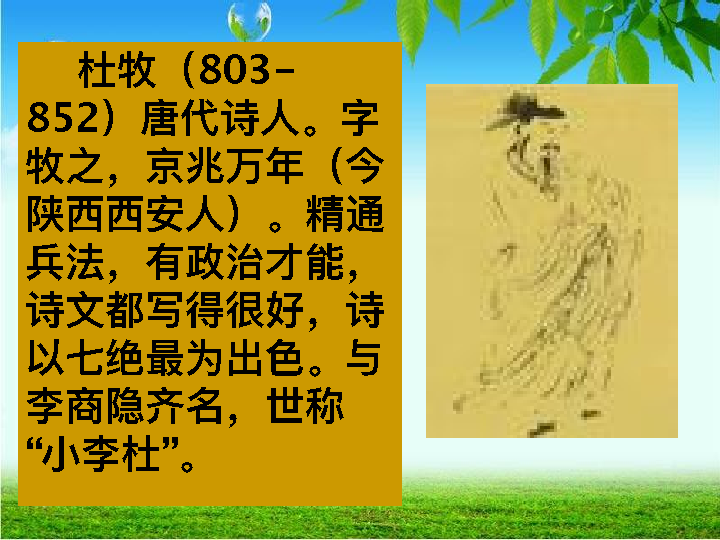 杜牧（803-
852）唐代诗人。字
牧之，京兆万年（今
陕西西安人）。精通
兵法，有政治才能，
诗文都写得很好，诗
以七绝最为出色。与
李商隐齐名，世称
“小李杜”。